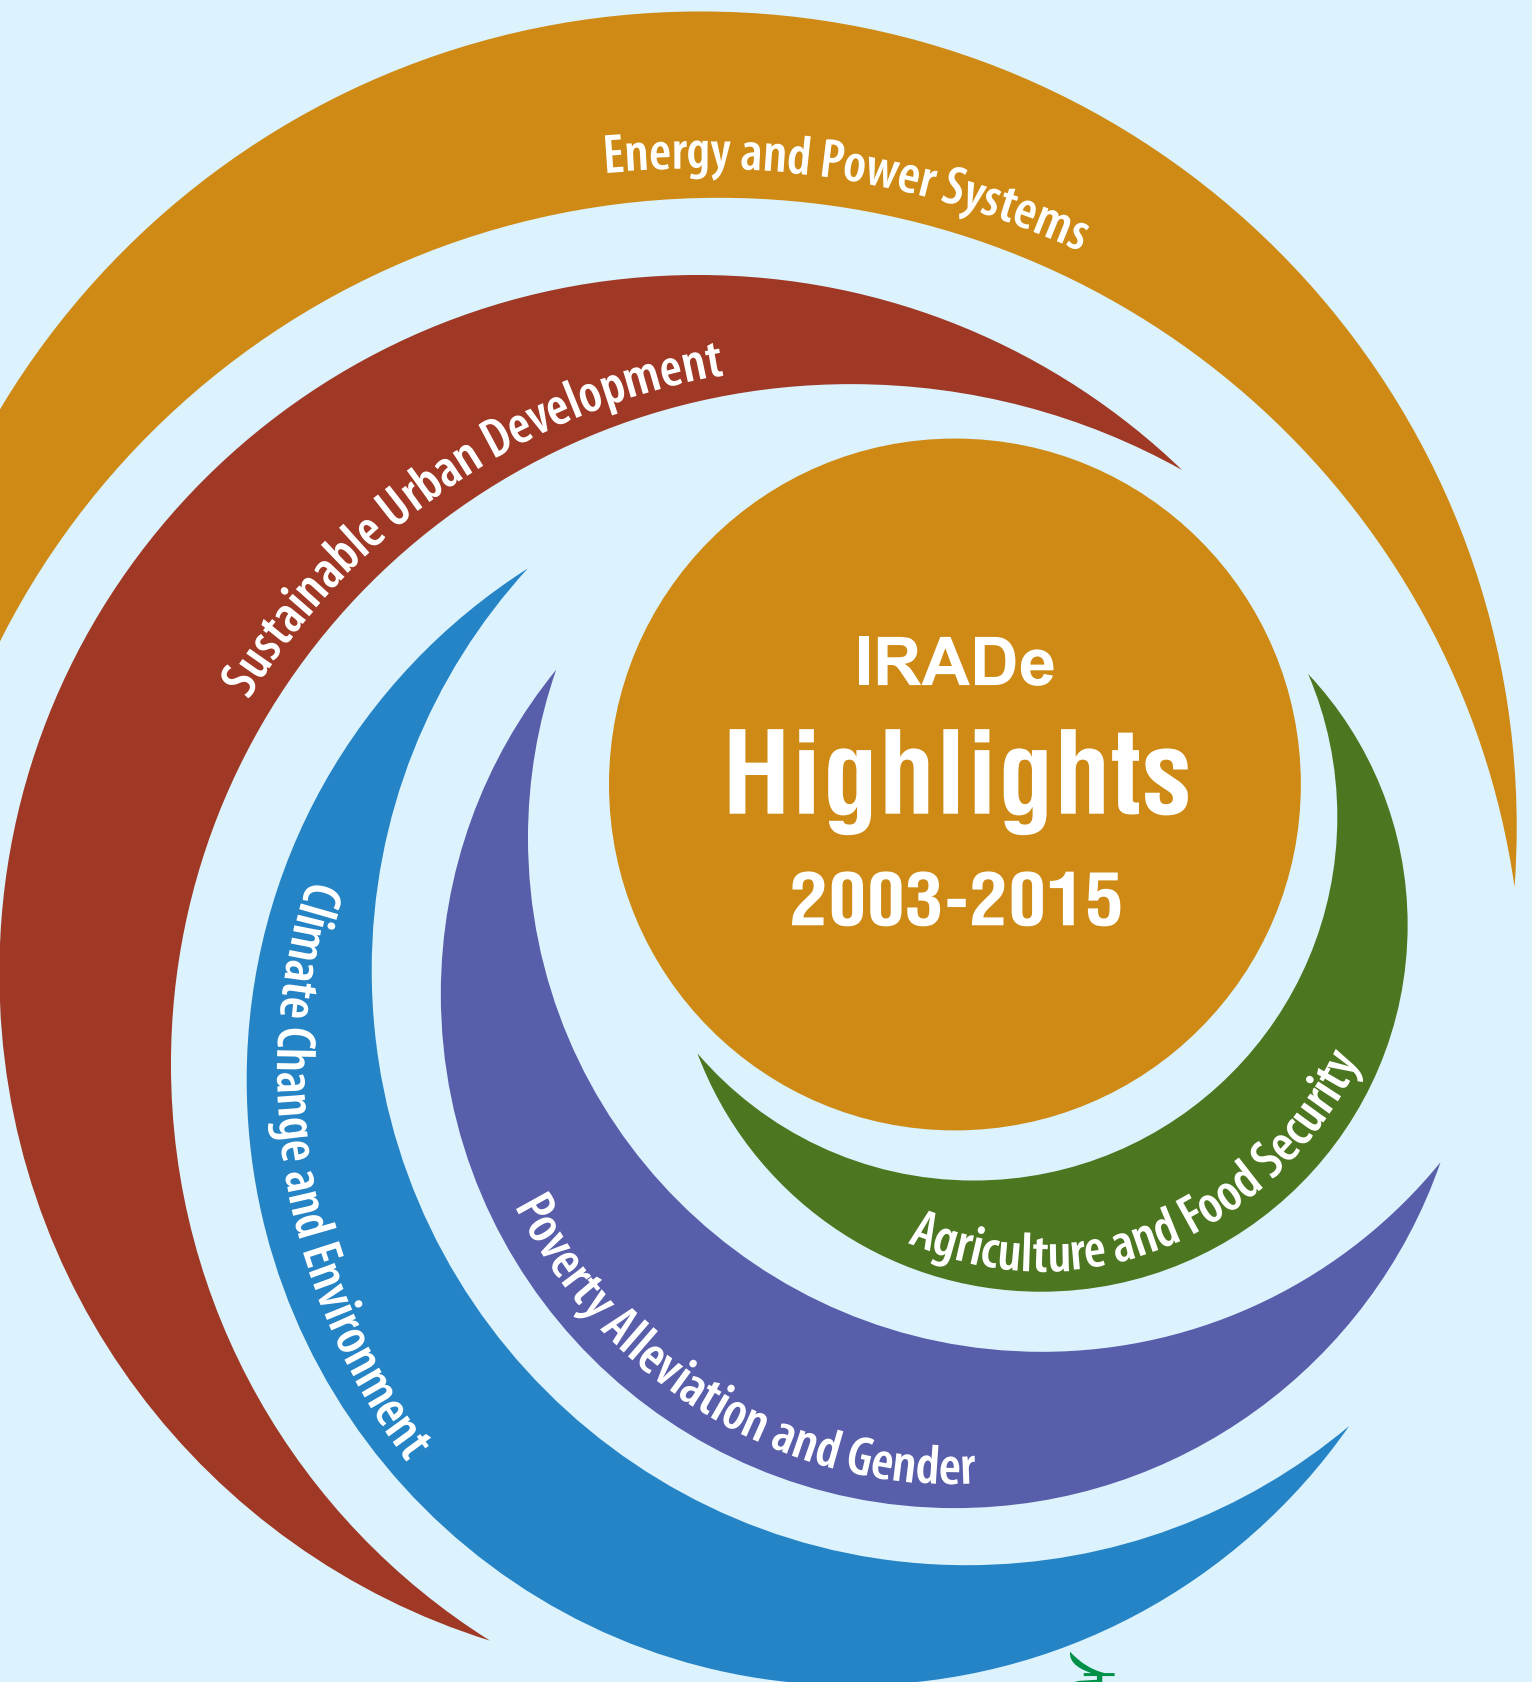 Energy and Power Systems
Sustainable Urban Development
IRADe
Highlights
2003-2015
Climate Change and Environment
Poverty Alleviation and Gender
Agriculture and Food Security